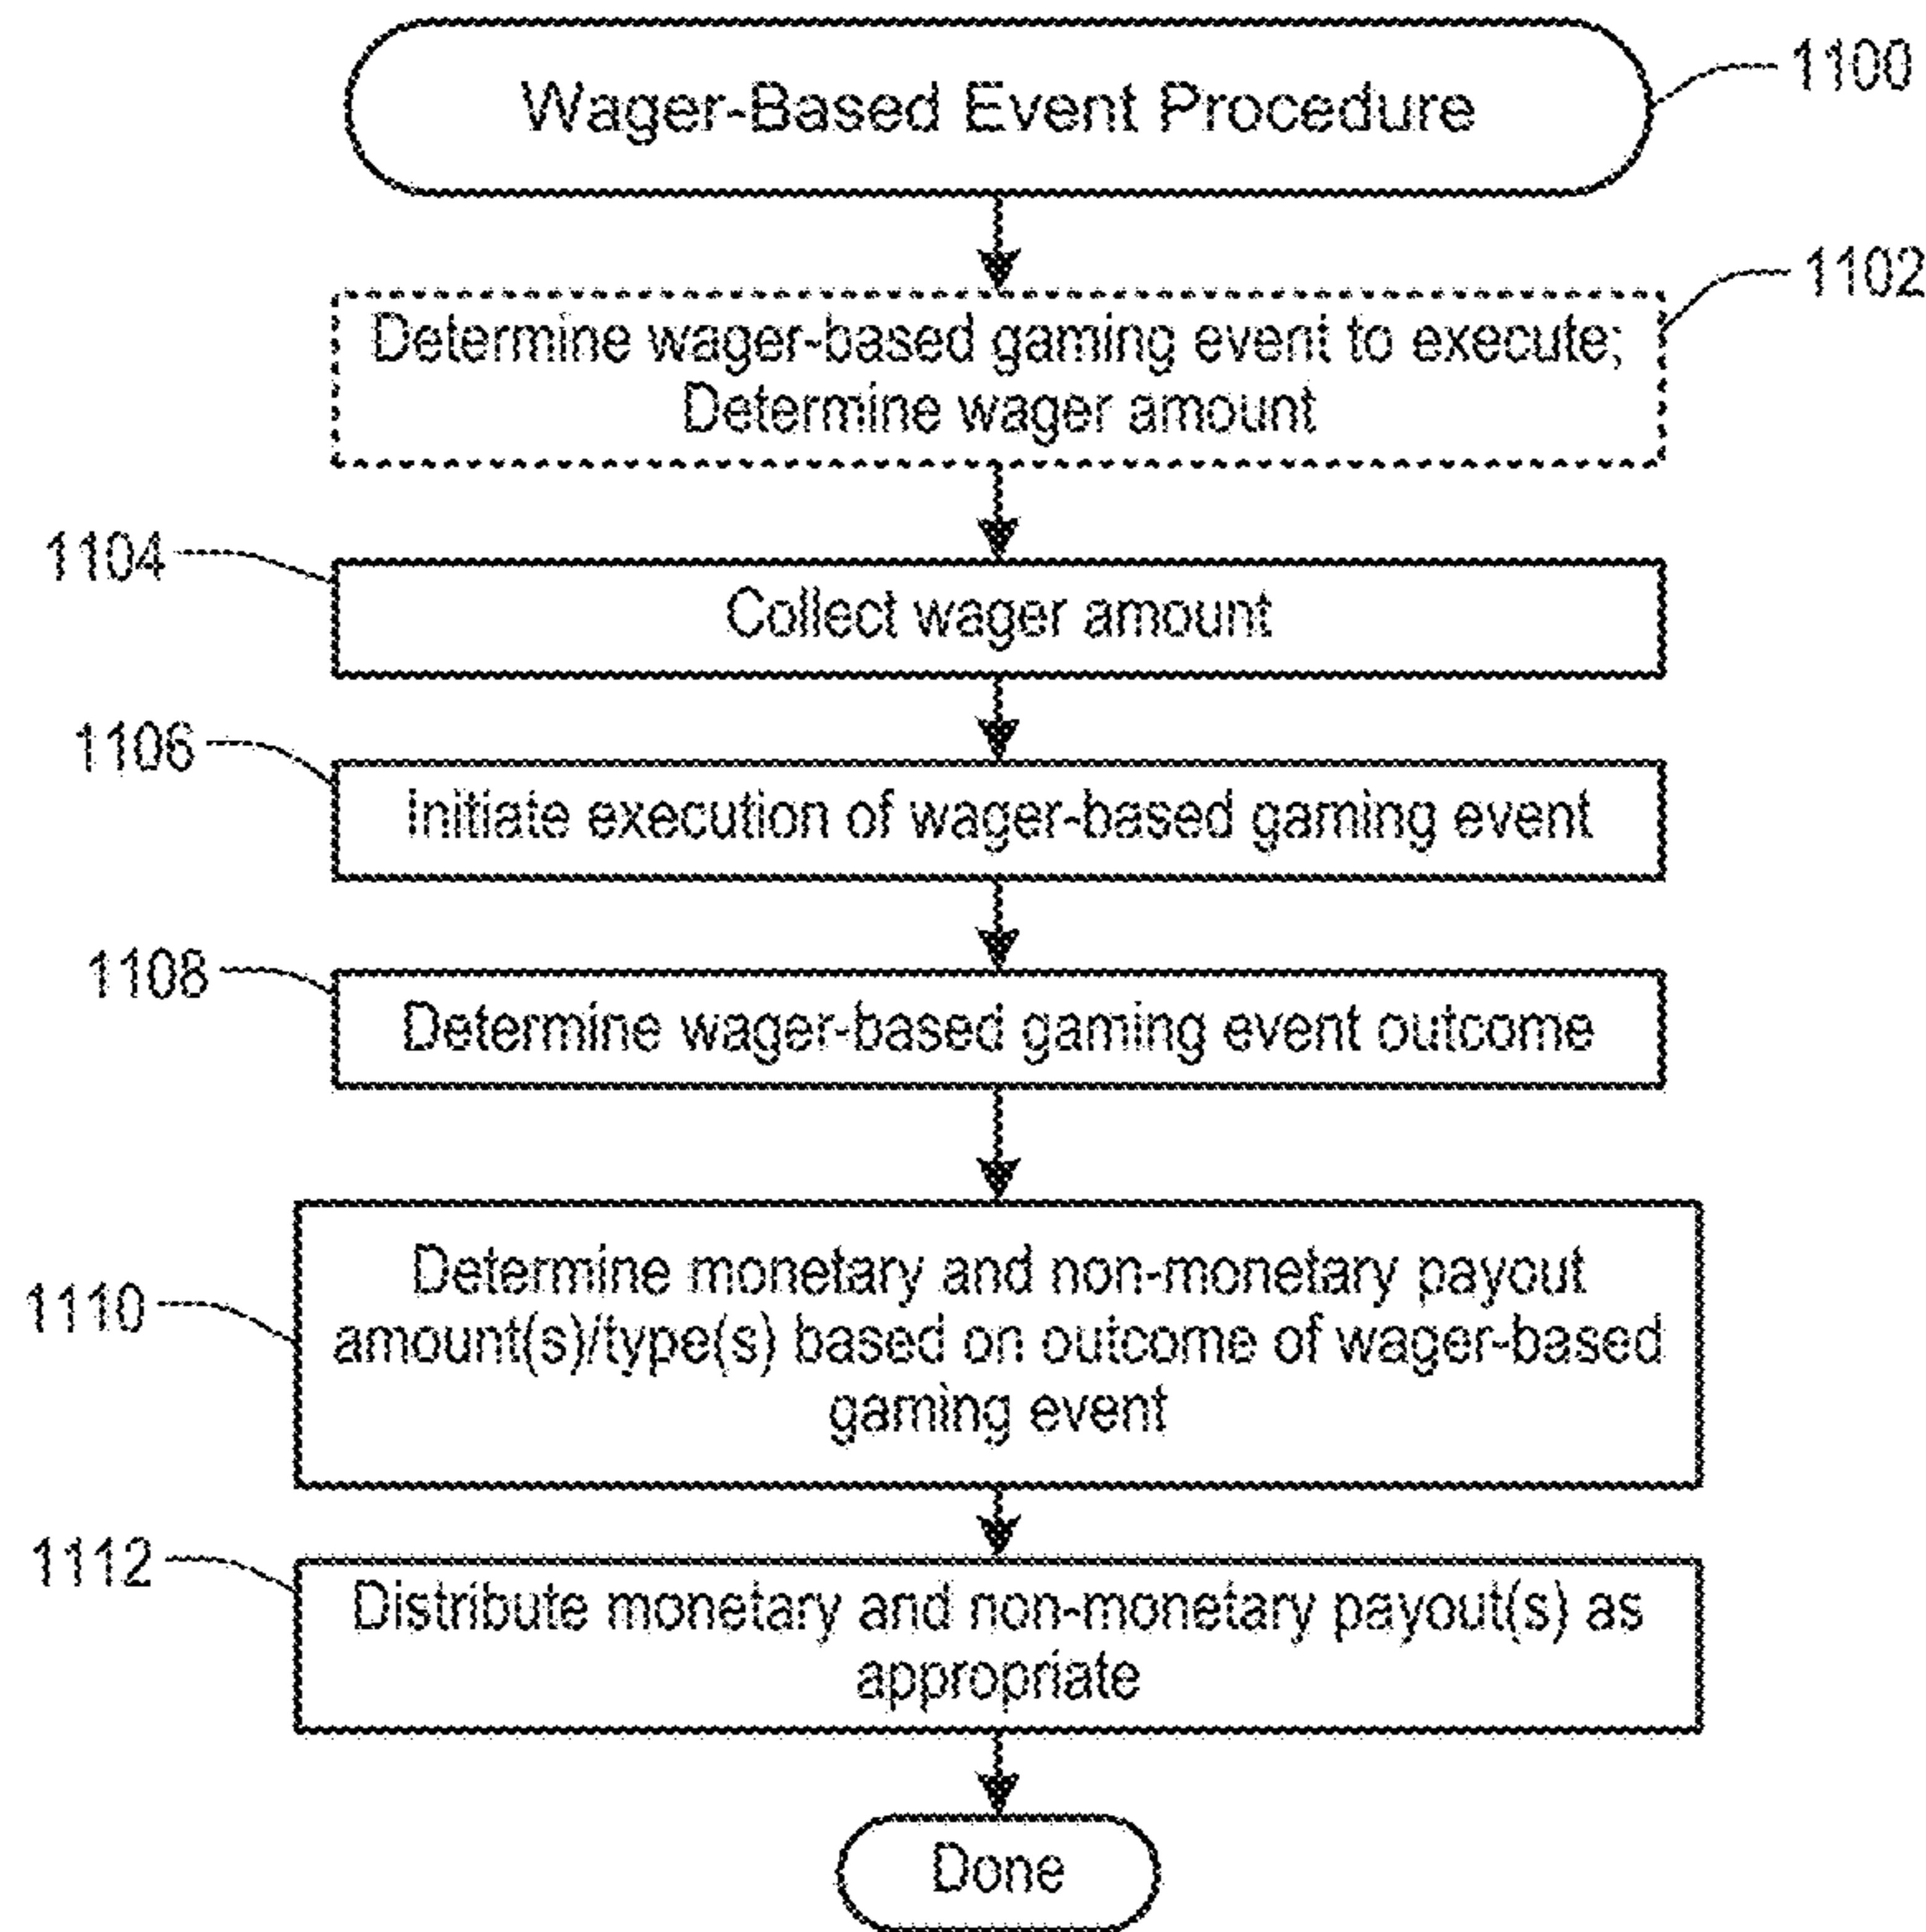 Wager-Based Event Procedure
1100
1102
Determine wager-based gaming event to execute;
Determine wager amount
1104
Collect wager amount
1106
Initiate execution of wager-based gaming event
1108
Determine wager-based gaming event outcome
1110
Determine monetary and non-monetary payout
amount(s)/type(s) based on outcome of wager-based
gaming event
1112
Distribute monetary and non-monetary payout(s) as
appropriate
Done